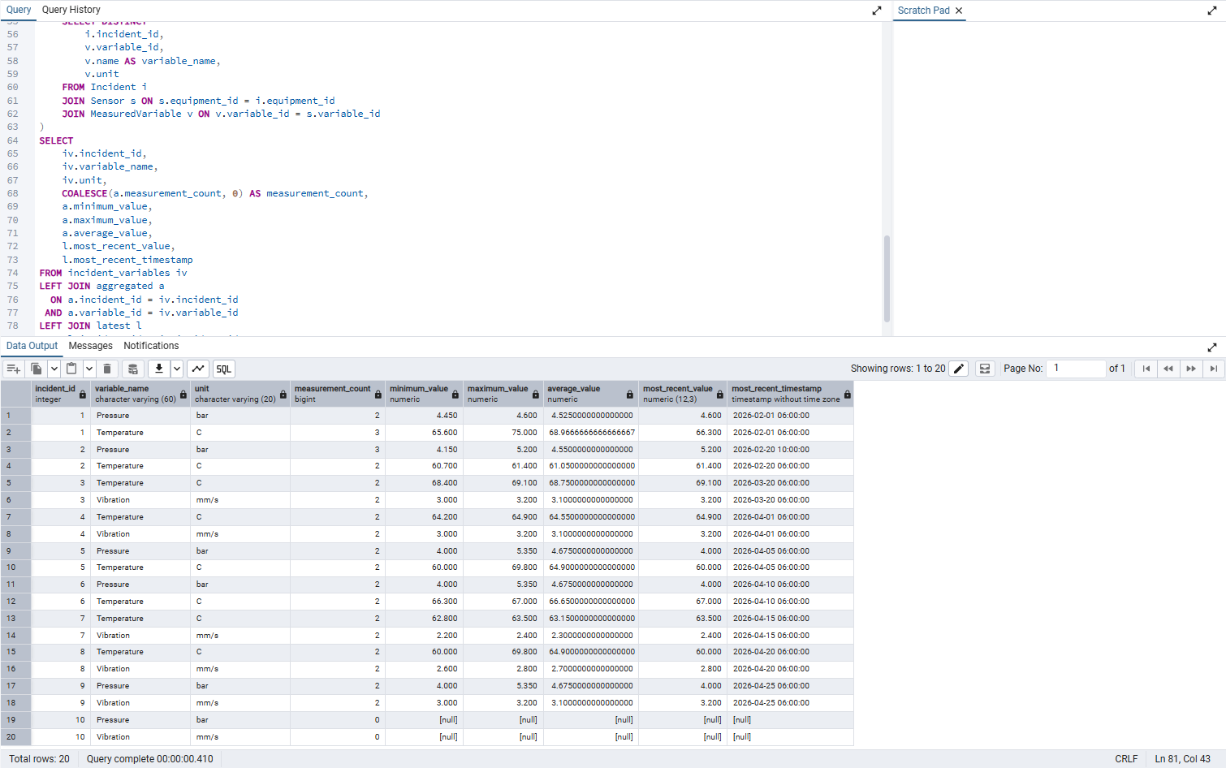 Query Query History
Scratch Pad
55 SELECT DISTINCT
56 i.incident_id,
57 v.variable_id,
58 v.name AS variable_name,
59 v.unit
60 FROM Incident i
61 JOIN Sensor s ON s.equipment_id = i.equipment_id
62 JOIN MeasuredVariable v ON v.variable_id = s.variable_id
63 )
64 SELECT
65 iv.incident_id,
66 iv.variable_name,
67 iv.unit,
68 COALESCE(a.measurement_count, 0) AS measurement_count,
69 a.minimum_value,
70 a.maximum_value,
71 a.average_value,
72 l.most_recent_value,
73 l.most_recent_timestamp
74 FROM incident_variables iv
75 LEFT JOIN aggregated a
76 ON a.incident_id = iv.incident_id
77 AND a.variable_id = iv.variable_id
78 LEFT JOIN latest l
Data Output Messages Notifications
SQL
Showing rows: 1 to 20 Page No: 1 of 1
incident_id variable_name unit measurement_count minimum_value maximum_value average_value most_recent_value most_recent_timestamp
integer character varying (60) character varying (20) bigint numeric numeric numeric numeric (12,3) timestamp without time zone
1 1 Pressure bar 2 4.450 4.600 4.5250000000000000 4.600 2026-02-01 06:00:00
2 1 Temperature C 3 65.600 75.000 68.9666666666666667 66.300 2026-02-01 06:00:00
3 2 Pressure bar 3 4.150 5.200 4.5500000000000000 5.200 2026-02-20 10:00:00
4 2 Temperature C 2 60.700 61.400 61.0500000000000000 61.400 2026-02-20 06:00:00
5 3 Temperature C 2 68.400 69.100 68.7500000000000000 69.100 2026-03-20 06:00:00
6 3 Vibration mm/s 2 3.000 3.200 3.1000000000000000 3.200 2026-03-20 06:00:00
7 4 Temperature C 2 64.200 64.900 64.5500000000000000 64.900 2026-04-01 06:00:00
8 4 Vibration mm/s 2 3.000 3.200 3.1000000000000000 3.200 2026-04-01 06:00:00
9 5 Pressure bar 2 4.000 5.350 4.6750000000000000 4.000 2026-04-05 06:00:00
10 5 Temperature C 2 60.000 69.800 64.9000000000000000 60.000 2026-04-05 06:00:00
11 6 Pressure bar 2 4.000 5.350 4.6750000000000000 4.000 2026-04-10 06:00:00
12 6 Temperature C 2 66.300 67.000 66.6500000000000000 67.000 2026-04-10 06:00:00
13 7 Temperature C 2 62.800 63.500 63.1500000000000000 63.500 2026-04-15 06:00:00
14 7 Vibration mm/s 2 2.200 2.400 2.3000000000000000 2.400 2026-04-15 06:00:00
15 8 Temperature C 2 60.000 69.800 64.9000000000000000 60.000 2026-04-20 06:00:00
16 8 Vibration mm/s 2 2.600 2.800 2.7000000000000000 2.800 2026-04-20 06:00:00
17 9 Pressure bar 2 4.000 5.350 4.6750000000000000 4.000 2026-04-25 06:00:00
18 9 Vibration mm/s 2 3.000 3.200 3.1000000000000000 3.200 2026-04-25 06:00:00
19 10 Pressure bar 0 [null] [null] [null] [null] [null]
20 10 Vibration mm/s 0 [null] [null] [null] [null] [null]
Total rows: 20 Query complete 00:00:00.410 CRLF Ln 81, Col 43